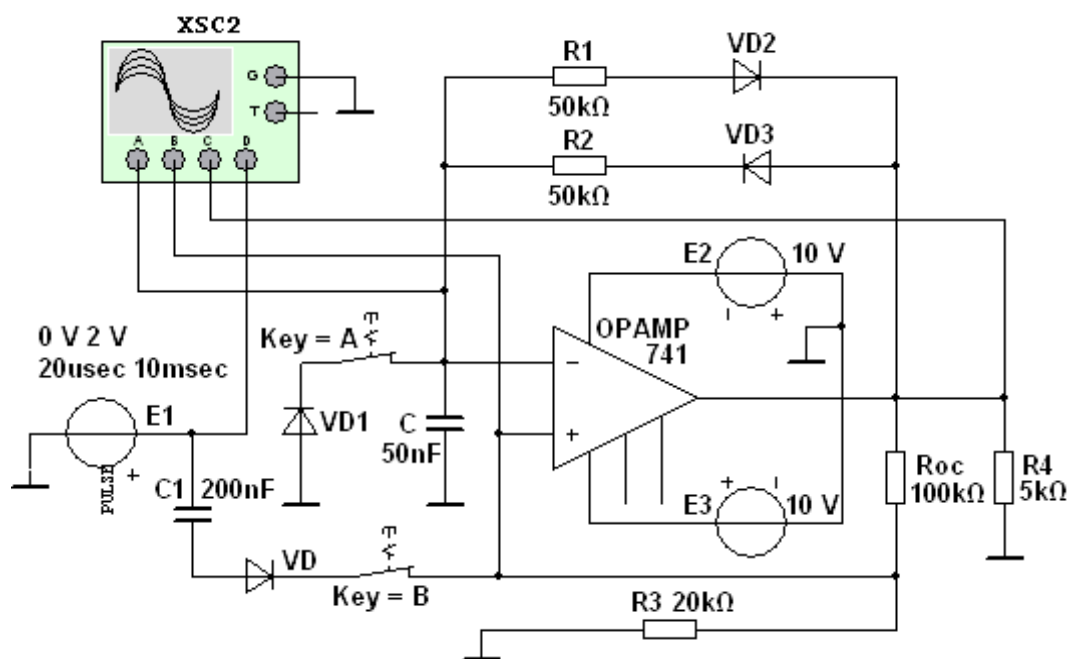 XSC2
G
T
A B C D
R1
50kΩ
VD2
R2
50kΩ
VD3
E2
10 V
0 V 2 V
20usec 10msec
Key = A
OPAMP
741
E1
PULSE
VD1
C
50nF
C1
200nF
E3
10 V
Roc
100kΩ
R4
5kΩ
VD
Key = B
R3 20kΩ